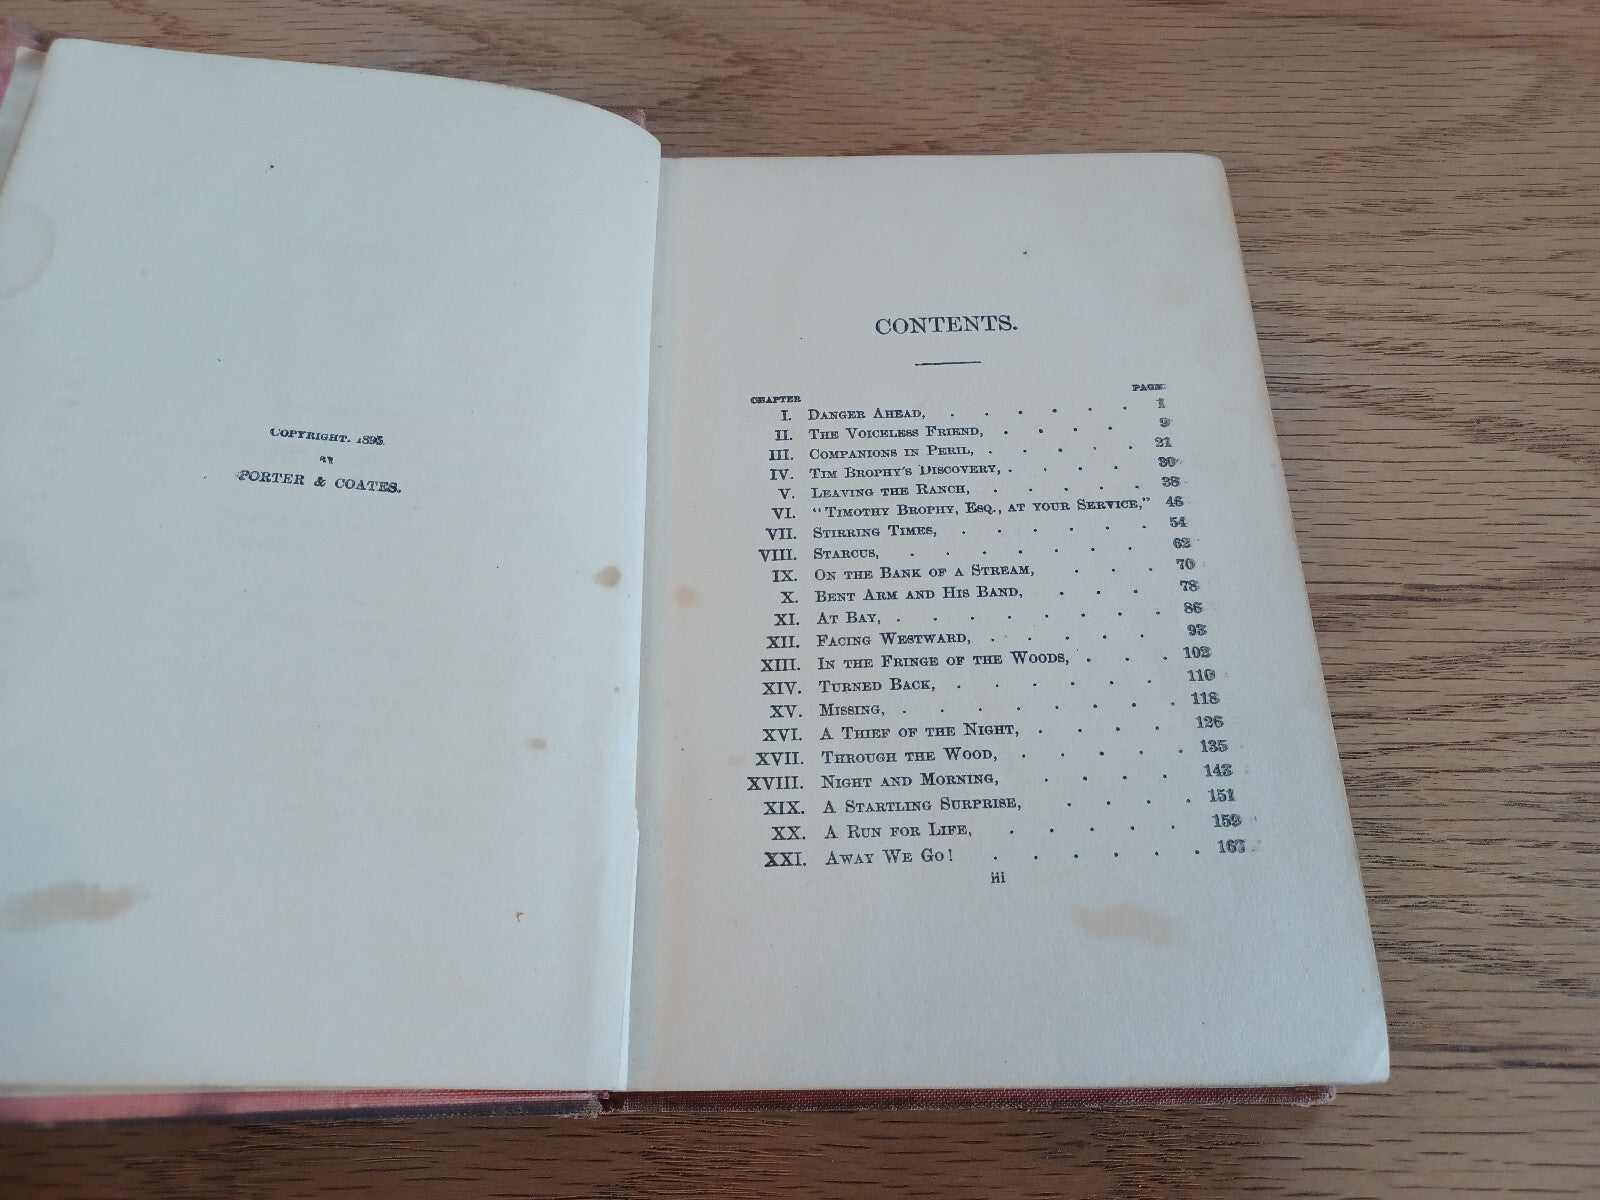 COPYRIGHT, 1895
BY
PORTER & COATES.
CONTENTS.
CHAPTER PAGE
I. DANGER AHEAD, . . . . . . 1
II. THE VOICELESS FRIEND, . . . . 9
III. COMPANIONS IN PERIL, . . . . . 21
IV. TIM BROPHY'S DISCOVERY, . . . . 30
V. LEAVING THE RANCH, . . . . . 38
VI. "TIMOTHY BROPHY, ESQ., AT YOUR SERVICE," 46
VII. STIRRING TIMES, . . . . . . 54
VIII. STARCUS, . . . . . . . 62
IX. ON THE BANK OF A STREAM, . . . 70
X. BENT ARM AND HIS BAND, . . . 78
XI. AT BAY, . . . . . . . . 86
XII. FACING WESTWARD, . . . . . 93
XIII. IN THE FRINGE OF THE WOODS, . . . 102
XIV. TURNED BACK, . . . . . . 110
XV. MISSING, . . . . . . . . 118
XVI. A THIEF OF THE NIGHT, . . . . 126
XVII. THROUGH THE WOOD, . . . . . 135
XVIII. NIGHT AND MORNING, . . . . 143
XIX. A STARTLING SURPRISE, . . . . 151
XX. A RUN FOR LIFE, . . . . . 159
XXI. AWAY WE GO! . . . . . . 167
iii